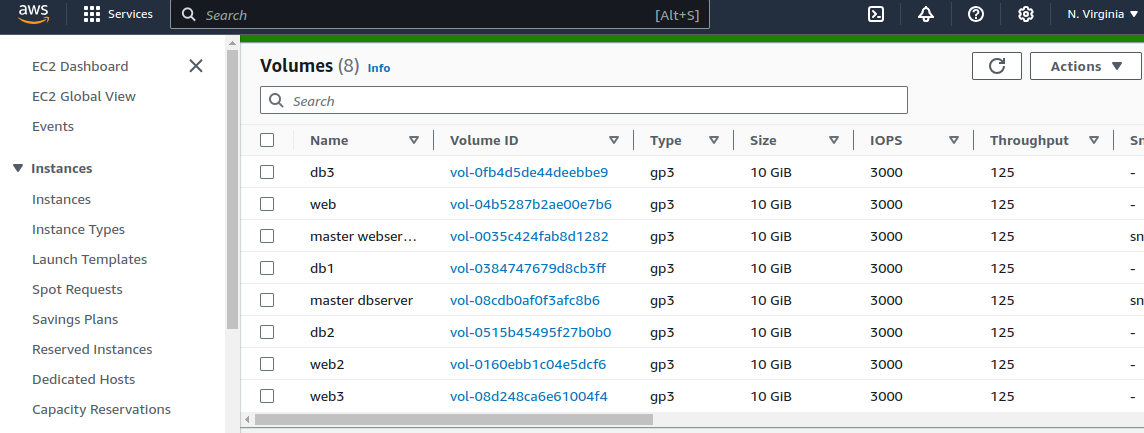 aws Services Search [Alt+S] N. Virginia
EC2 Dashboard
EC2 Global View
Events
Instances
Instances
Instance Types
Launch Templates
Spot Requests
Savings Plans
Reserved Instances
Dedicated Hosts
Capacity Reservations
Volumes (8) Info Actions
Search
Name Volume ID Type Size IOPS Throughput Sn
db3 vol-0fb4d5de44deebbe9 gp3 10 GiB 3000 125 -
web vol-04b5287b2ae00e7b6 gp3 10 GiB 3000 125 -
master webser... vol-0035c424fab8d1282 gp3 10 GiB 3000 125 sn
db1 vol-0384747679d8cb3ff gp3 10 GiB 3000 125 -
master dbserver vol-08cdb0af0f3afc8b6 gp3 10 GiB 3000 125 sn
db2 vol-0515b45495f27b0b0 gp3 10 GiB 3000 125 -
web2 vol-0160ebb1c04e5dcf6 gp3 10 GiB 3000 125 -
web3 vol-08d248ca6e61004f4 gp3 10 GiB 3000 125 -